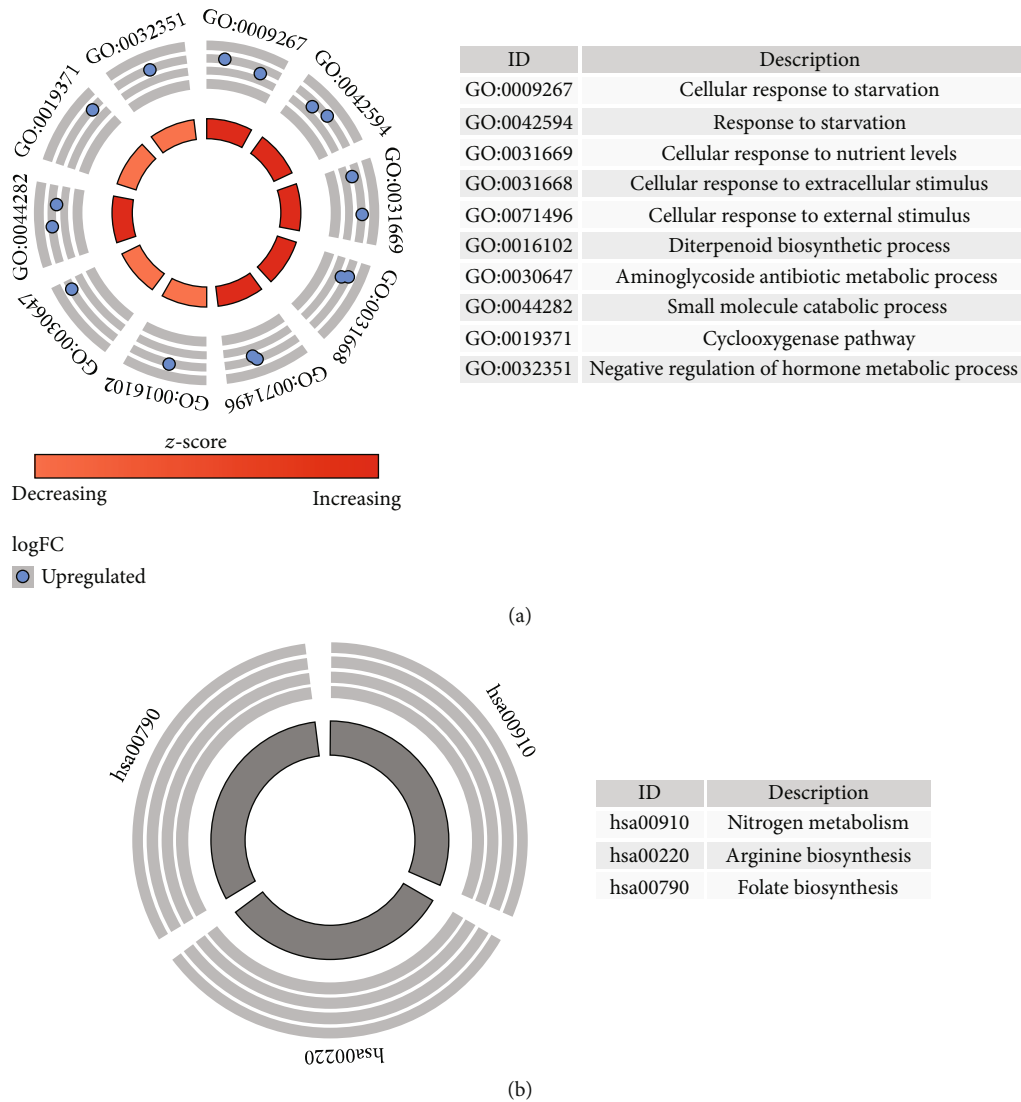 GO:0009267
GO:0042594
GO:0031669
GO:0031668
GO:0071496
GO:0016102
GO:0030647
GO:0044282
GO:0019371
GO:0032351
ID Description
GO:0009267 Cellular response to starvation
GO:0042594 Response to starvation
GO:0031669 Cellular response to nutrient levels
GO:0031668 Cellular response to extracellular stimulus
GO:0071496 Cellular response to external stimulus
GO:0016102 Diterpenoid biosynthetic process
GO:0030647 Aminoglycoside antibiotic metabolic process
GO:0044282 Small molecule catabolic process
GO:0019371 Cyclooxygenase pathway
GO:0032351 Negative regulation of hormone metabolic process
z-score
Decreasing Increasing
logFC
Upregulated
(a)
hsa00910
hsa00220
hsa00790
ID Description
hsa00910 Nitrogen metabolism
hsa00220 Arginine biosynthesis
hsa00790 Folate biosynthesis
(b)